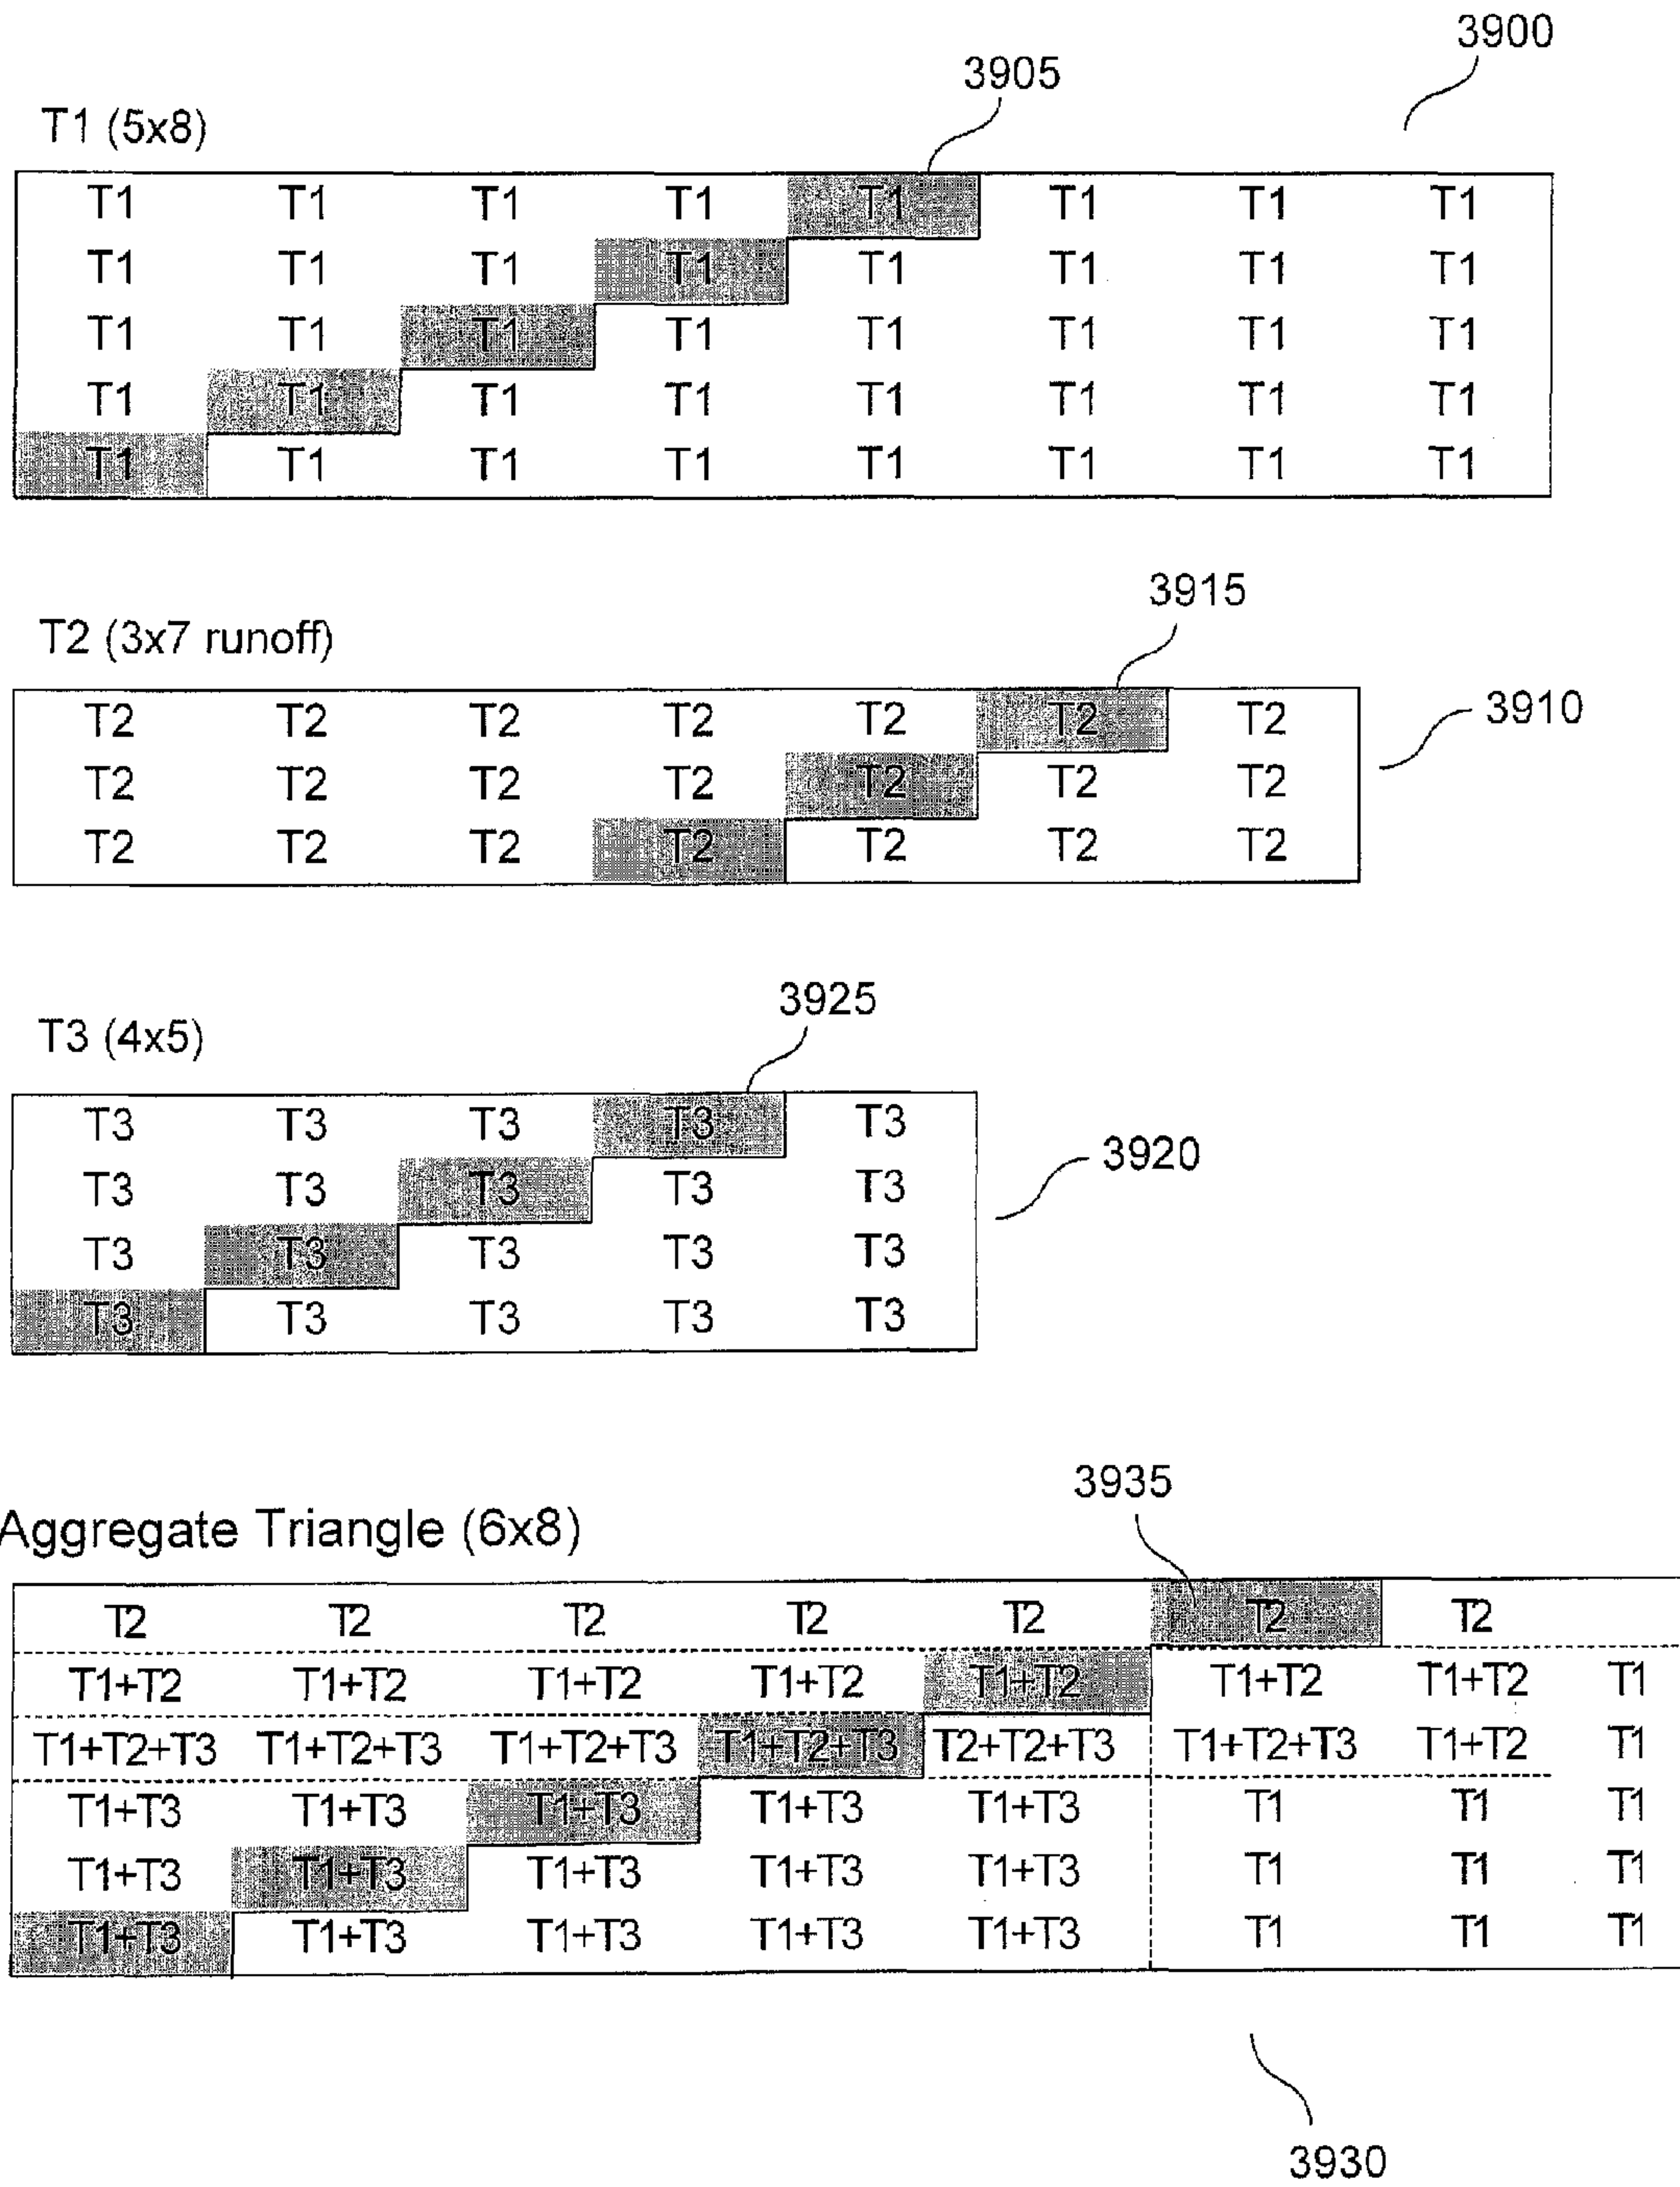 3900
3905
T1 (5x8)
T1 T1 T1 T1 T1 T1 T1 T1
T1 T1 T1 T1 T1 T1 T1 T1
T1 T1 T1 T1 T1 T1 T1 T1
T1 T1 T1 T1 T1 T1 T1 T1
T1 T1 T1 T1 T1 T1 T1 T1
3915
T2 (3x7 runoff)
T2 T2 T2 T2 T2 T2 T2
T2 T2 T2 T2 T2 T2 T2
T2 T2 T2 T2 T2 T2 T2
3910
3925
T3 (4x5)
T3 T3 T3 T3 T3
T3 T3 T3 T3 T3
T3 T3 T3 T3 T3
T3 T3 T3 T3 T3
3920
3935
Aggregate Triangle (6x8)
T2 T2 T2 T2 T2 T2 T2
T1+T2 T1+T2 T1+T2 T1+T2 T1+T2 T1+T2 T1+T2 T1
T1+T2+T3 T1+T2+T3 T1+T2+T3 T1+T2+T3 T2+T2+T3 T1+T2+T3 T1+T2 T1
T1+T3 T1+T3 T1+T3 T1+T3 T1+T3 T1 T1 T1
T1+T3 T1+T3 T1+T3 T1+T3 T1+T3 T1 T1 T1
T1+T3 T1+T3 T1+T3 T1+T3 T1+T3 T1 T1 T1
3930